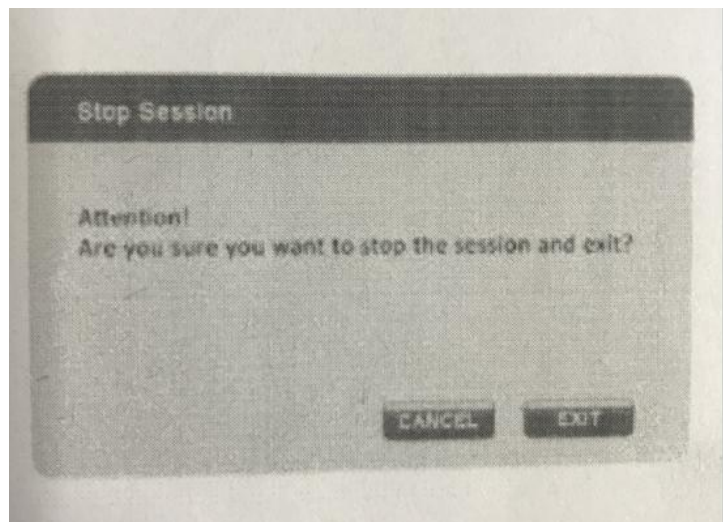 Stop Session
Attention!
Are you sure you want to stop the session and exit?
CANCEL EXIT